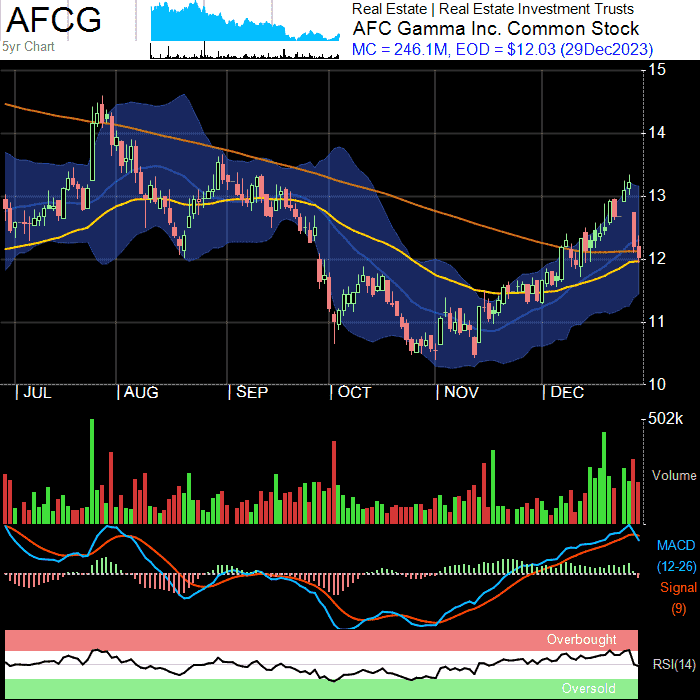 AFCG
5yr Chart
Real Estate | Real Estate Investment Trusts
AFC Gamma Inc. Common Stock
MC = 246.1M, EOD = $12.03 (29Dec2023)
15
14
13
12
11
10
| JUL | AUG | SEP | OCT | NOV | DEC
502k
Volume
MACD
(12-26)
Signal
(9)
Overbought
RSI(14)
Oversold